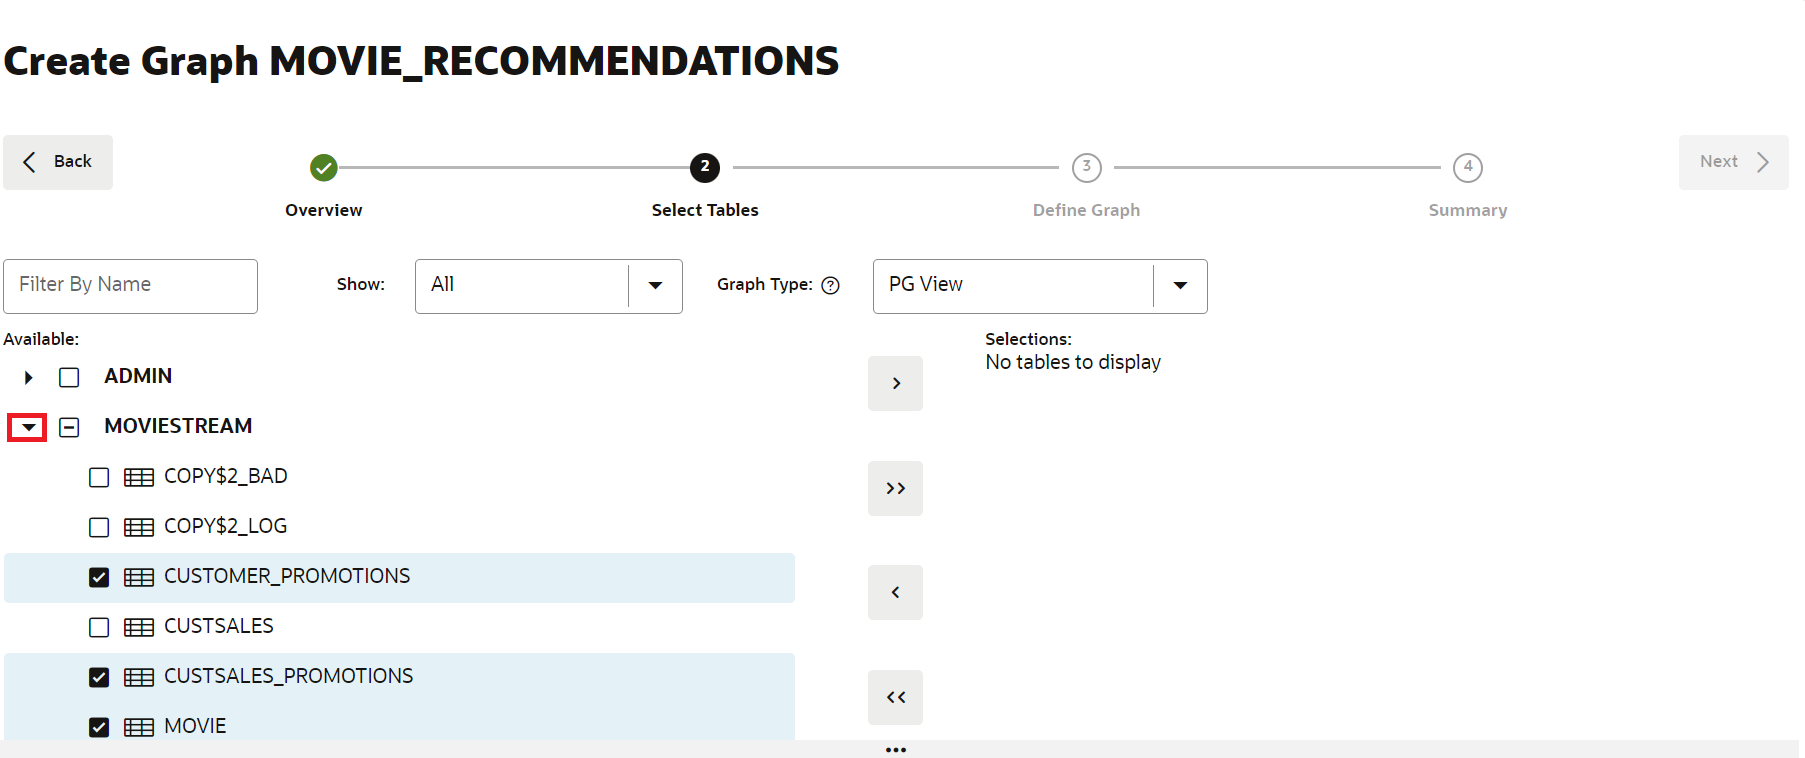 Create Graph MOVIE_RECOMMENDATIONS
Back
2
3
4
Next
Overview
Select Tables
Define Graph
Summary
Filter By Name
Show:
All
Graph Type:
?
PG View
Available:
Selections:
No tables to display
ADMIN
MOVIESTREAM
COPY$2_BAD
COPY$2_LOG
CUSTOMER_PROMOTIONS
CUSTSALES
CUSTSALES_PROMOTIONS
MOVIE